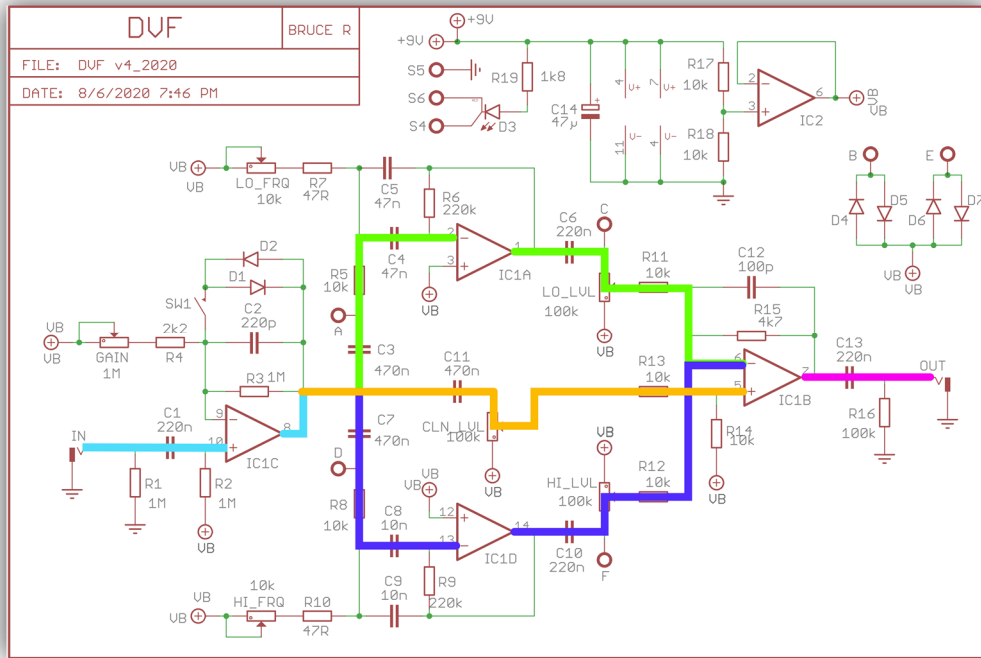 DVF
BRUCE R
FILE: DVF v4_2020
DATE: 8/6/2020 7:46 PM
+9V
+9V
S5
S6
S4
R19
1k8
D3
C14
47µ
4
V+
7
V+
11
V-
4
V-
R17
10k
R18
10k
2
3
6
IC2
VB
VB
B
E
D4
D5
D6
D7
VB
VB
VB
VB
LO_FRQ
10k
R7
47R
C5
47n
R6
220k
C4
47n
2
3
1
IC1A
VB
C6
220n
C
LO_LVL
100k
VB
R11
10k
C12
100p
R15
4k7
D2
D1
SW1
C2
220p
R5
10k
A
VB
VB
GAIN
1M
2k2
R4
R3 1M
C3
470n
C11
470n
R13
10k
6
5
7
IC1B
C13
220n
OUT
R16
100k
IN
C1
220n
9
10
8
IC1C
R1
1M
R2
1M
VB
C7
470n
CLN_LVL
100k
VB
VB
R14
10k
VB
D
R8
10k
VB
12
13
14
IC1D
C8
10n
HI_LVL
100k
R12
10k
C10
220n
F
C9
10n
R9
220k
VB
VB
10k
HI_FRQ
R10
47R